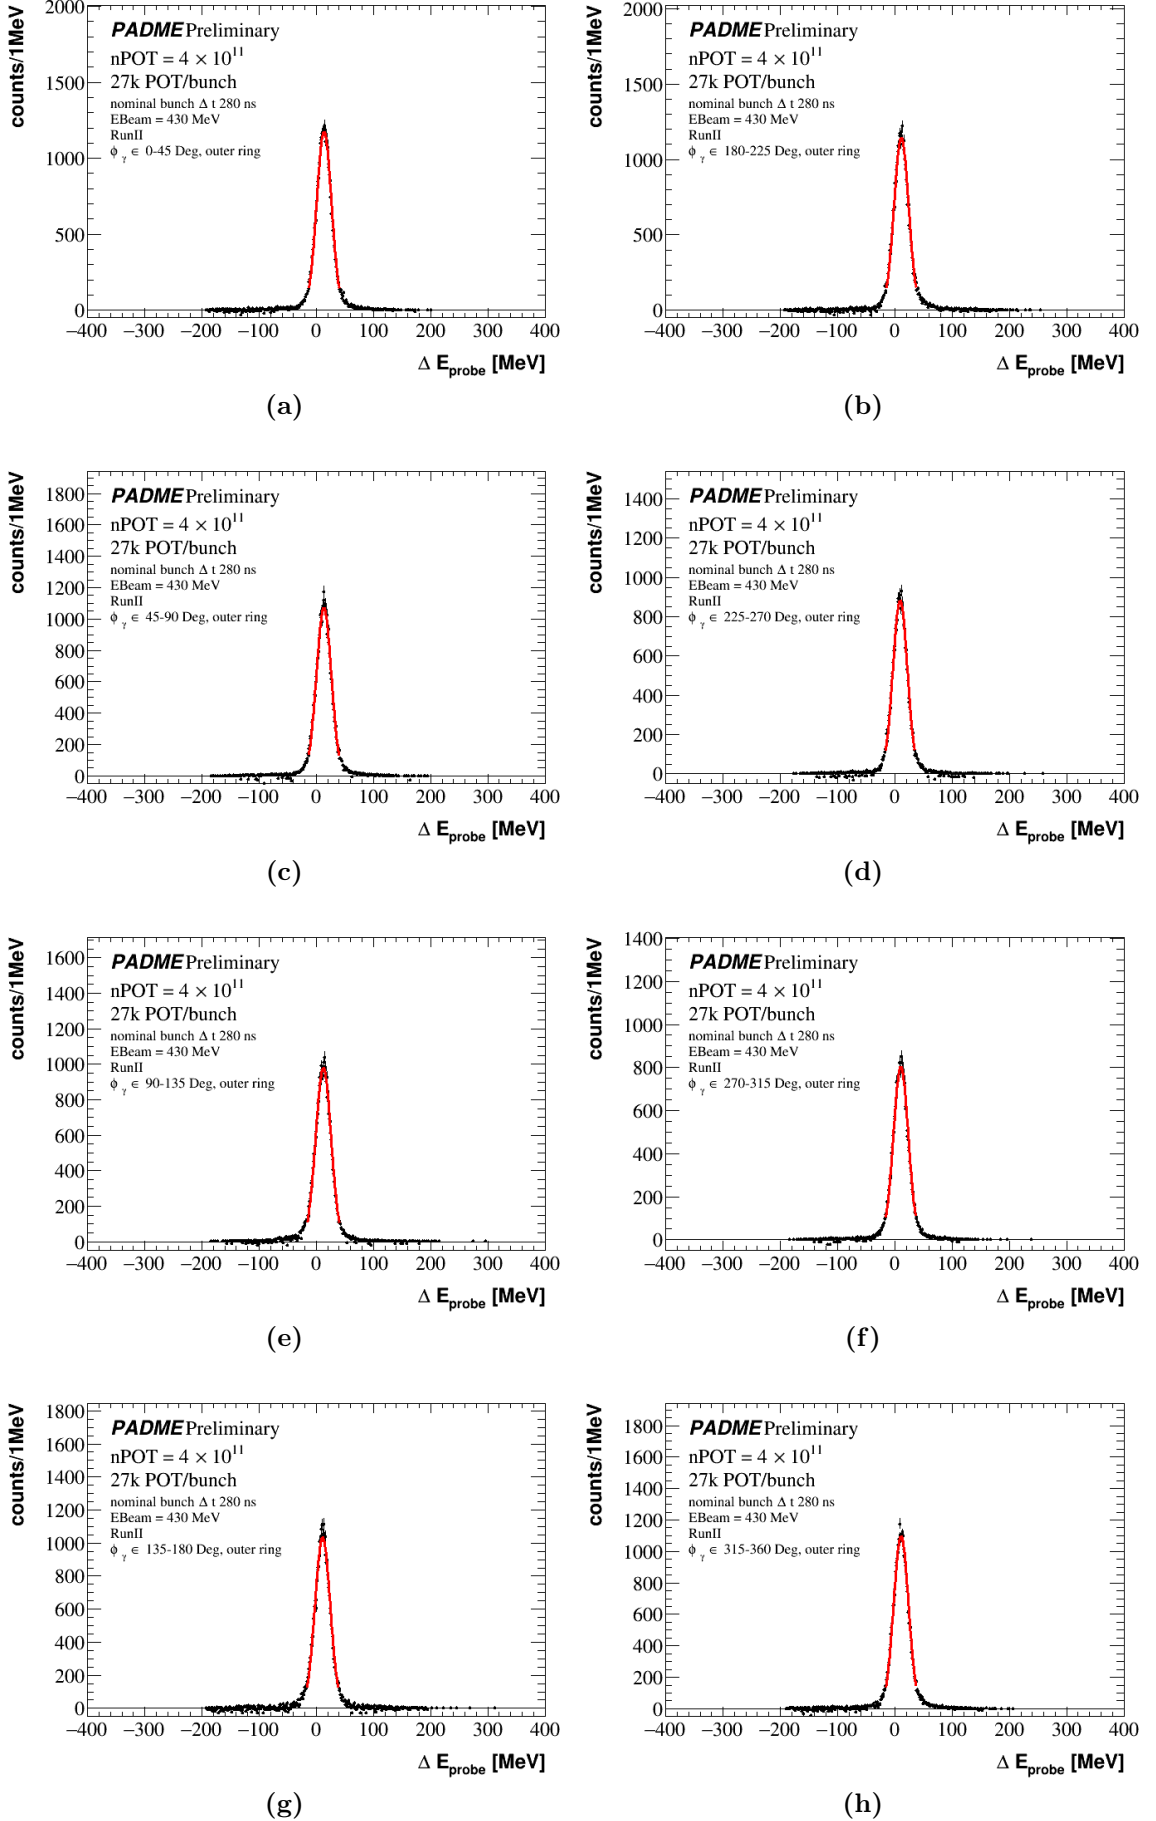 counts/1MeV
2000
1500
1000
500
0
PADME Preliminary
nPOT = 4 × 10¹¹
27k POT/bunch
nominal bunch Δ t 280 ns
EBeam = 430 MeV
RunII
ϕ γ ∈ 0-45 Deg, outer ring
−400 −300 −200 −100 0 100 200 300 400
Δ E_probe [MeV]
(a)
counts/1MeV
2000
1500
1000
500
0
PADME Preliminary
nPOT = 4 × 10¹¹
27k POT/bunch
nominal bunch Δ t 280 ns
EBeam = 430 MeV
RunII
ϕ γ ∈ 180-225 Deg, outer ring
−400 −300 −200 −100 0 100 200 300 400
Δ E_probe [MeV]
(b)
counts/1MeV
1800
1600
1400
1200
1000
800
600
400
200
0
PADME Preliminary
nPOT = 4 × 10¹¹
27k POT/bunch
nominal bunch Δ t 280 ns
EBeam = 430 MeV
RunII
ϕ γ ∈ 45-90 Deg, outer ring
−400 −300 −200 −100 0 100 200 300 400
Δ E_probe [MeV]
(c)
counts/1MeV
1400
1200
1000
800
600
400
200
0
PADME Preliminary
nPOT = 4 × 10¹¹
27k POT/bunch
nominal bunch Δ t 280 ns
EBeam = 430 MeV
RunII
ϕ γ ∈ 225-270 Deg, outer ring
−400 −300 −200 −100 0 100 200 300 400
Δ E_probe [MeV]
(d)
counts/1MeV
1600
1400
1200
1000
800
600
400
200
0
PADME Preliminary
nPOT = 4 × 10¹¹
27k POT/bunch
nominal bunch Δ t 280 ns
EBeam = 430 MeV
RunII
ϕ γ ∈ 90-135 Deg, outer ring
−400 −300 −200 −100 0 100 200 300 400
Δ E_probe [MeV]
(e)
counts/1MeV
1400
1200
1000
800
600
400
200
0
PADME Preliminary
nPOT = 4 × 10¹¹
27k POT/bunch
nominal bunch Δ t 280 ns
EBeam = 430 MeV
RunII
ϕ γ ∈ 270-315 Deg, outer ring
−400 −300 −200 −100 0 100 200 300 400
Δ E_probe [MeV]
(f)
counts/1MeV
1800
1600
1400
1200
1000
800
600
400
200
0
PADME Preliminary
nPOT = 4 × 10¹¹
27k POT/bunch
nominal bunch Δ t 280 ns
EBeam = 430 MeV
RunII
ϕ γ ∈ 135-180 Deg, outer ring
−400 −300 −200 −100 0 100 200 300 400
Δ E_probe [MeV]
(g)
counts/1MeV
1800
1600
1400
1200
1000
800
600
400
200
0
PADME Preliminary
nPOT = 4 × 10¹¹
27k POT/bunch
nominal bunch Δ t 280 ns
EBeam = 430 MeV
RunII
ϕ γ ∈ 315-360 Deg, outer ring
−400 −300 −200 −100 0 100 200 300 400
Δ E_probe [MeV]
(h)